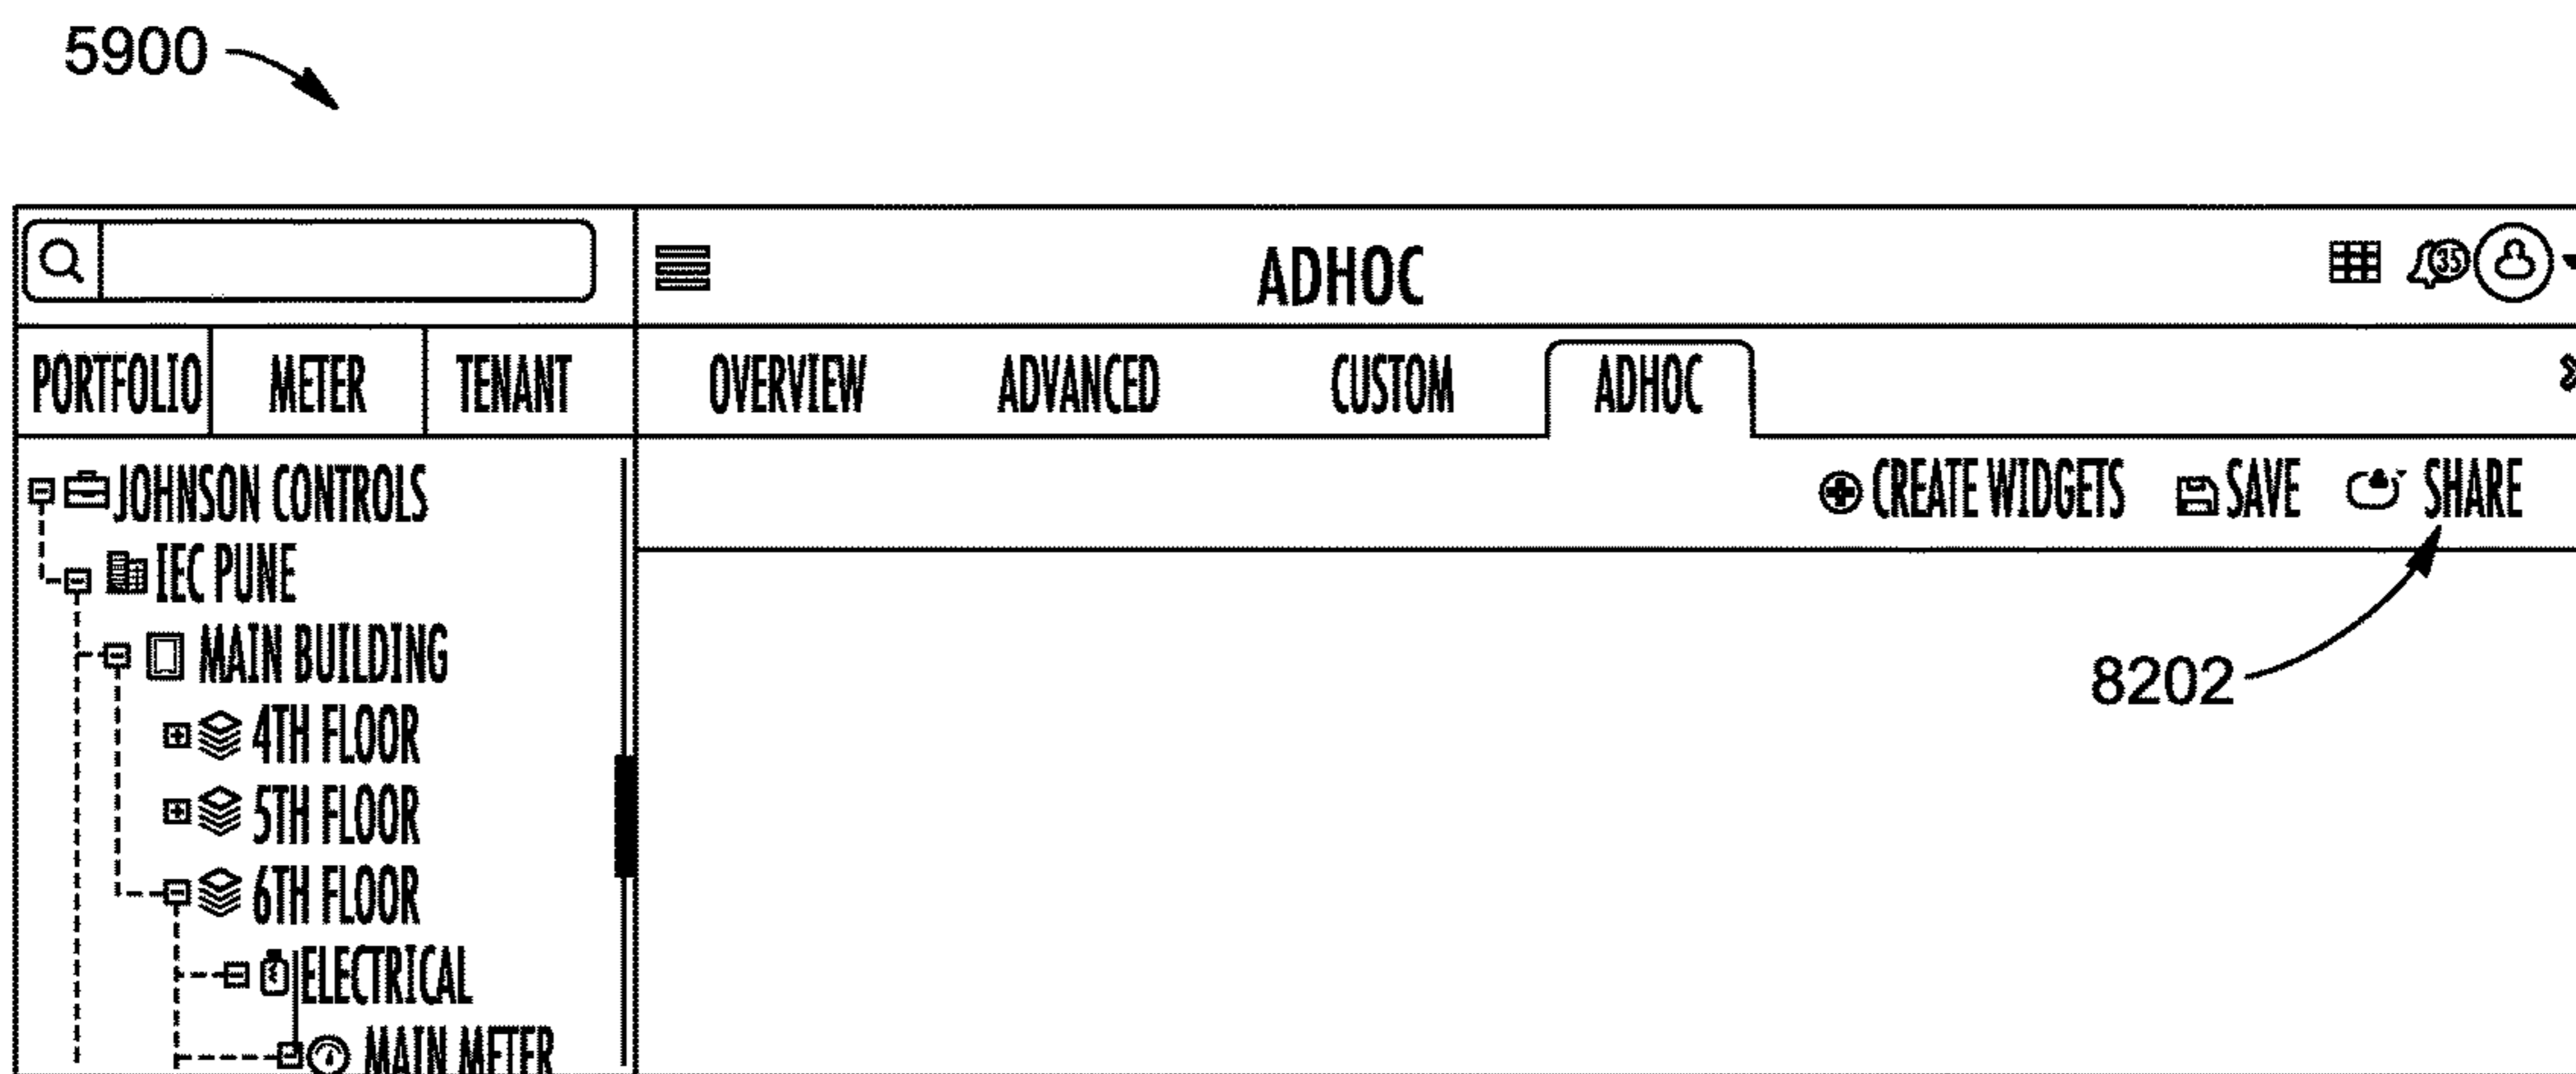 5900
ADHOC
35
PORTFOLIO METER TENANT
OVERVIEW ADVANCED CUSTOM ADHOC
CREATE WIDGETS SAVE SHARE
8202
JOHNSON CONTROLS
IEC PUNE
MAIN BUILDING
4TH FLOOR
5TH FLOOR
6TH FLOOR
ELECTRICAL
MAIN METER